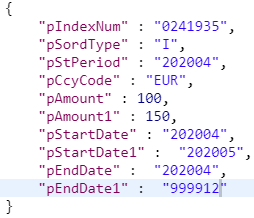 {
"pIndexNum" : "0241935",
"pSordType" : "I",
"pStPeriod" : "202004",
"pCcyCode" : "EUR",
"pAmount" : 100,
"pAmount1" : 150,
"pStartDate" : "202004",
"pStartDate1" :  "202005",
"pEndDate" : "202004",
"pEndDate1" :  "999912"
}